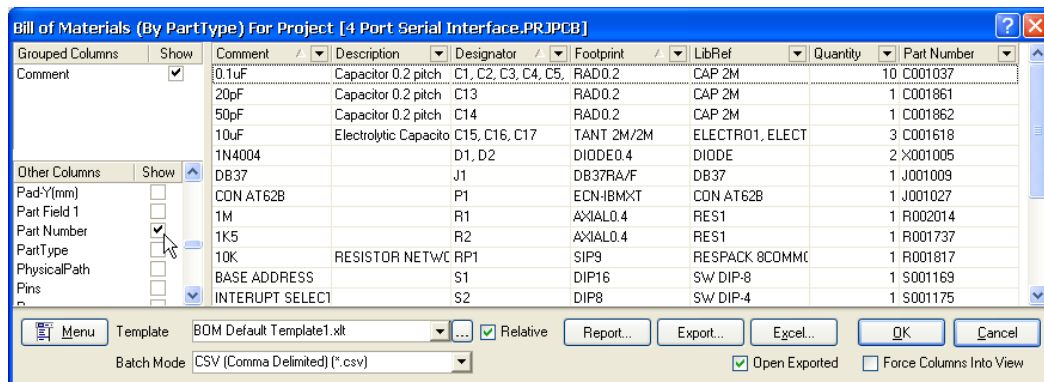 Bill of Materials (By PartType) For Project [4 Port Serial Interface.PRJPCB]
Grouped Columns Show
Comment
Other Columns Show
Pad-Y(mm)
Part Field 1
Part Number
PartType
PhysicalPath
Pins
Comment Description Designator Footprint LibRef Quantity Part Number
0.1uF Capacitor 0.2 pitch C1, C2, C3, C4, C5, RAD0.2 CAP 2M 10 C001037
20pF Capacitor 0.2 pitch C13 RAD0.2 CAP 2M 1 C001861
50pF Capacitor 0.2 pitch C14 RAD0.2 CAP 2M 1 C001862
10uF Electrolytic Capacito C15, C16, C17 TANT 2M/2M ELECTRO1, ELECT 3 C001618
1N4004 D1, D2 DIODE0.4 DIODE 2 X001005
DB37 J1 DB37RA/F DB37 1 J001009
CON AT62B P1 ECN-IBMXT CON AT62B 1 J001027
1M R1 AXIAL0.4 RES1 1 R002014
1K5 R2 AXIAL0.4 RES1 1 R001737
10K RESISTOR NETWO RP1 SIP9 RESPACK 8COMMO 1 R001817
BASE ADDRESS S1 DIP16 SW DIP-8 1 S001169
INTERUPT SELECT S2 DIP8 SW DIP-4 1 S001175
Menu Template BOM Default Template1.xlt ... Relative Report... Export... Excel... OK Cancel
Batch Mode CSV (Comma Delimited) (*.csv) Open Exported Force Columns Into View